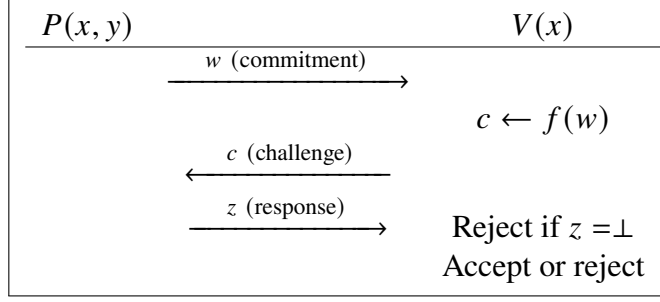 P(x, y) V(x)
w (commitment)
c ← f(w)
c (challenge)
z (response)
Reject if z =⊥
Accept or reject